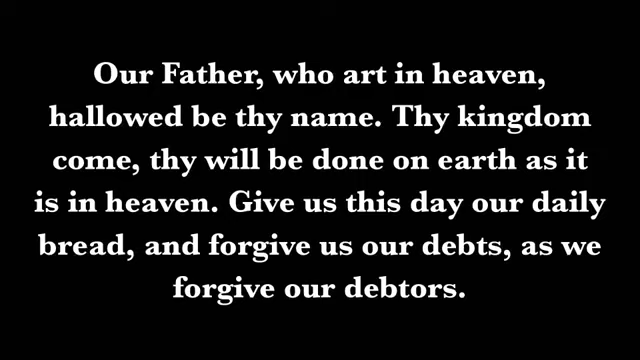 Our Father, who art in heaven,
hallowed be thy name. Thy kingdom
come, thy will be done on earth as it
is in heaven. Give us this day our daily
bread, and forgive us our debts, as we
forgive our debtors.